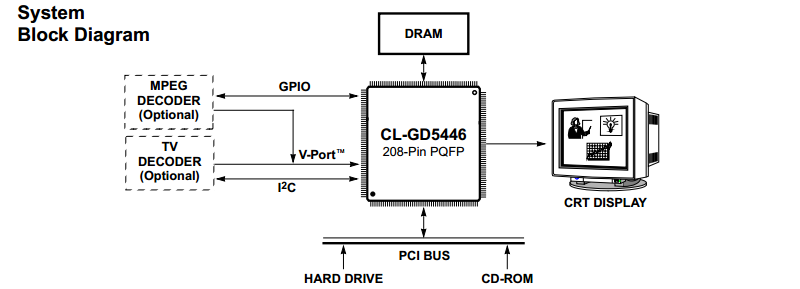 System
Block Diagram
DRAM
MPEG
DECODER
(Optional)
GPIO
CL-GD5446
208-Pin PQFP
TV
DECODER
(Optional)
V-Port™
I²C
CRT DISPLAY
PCI BUS
HARD DRIVE
CD-ROM